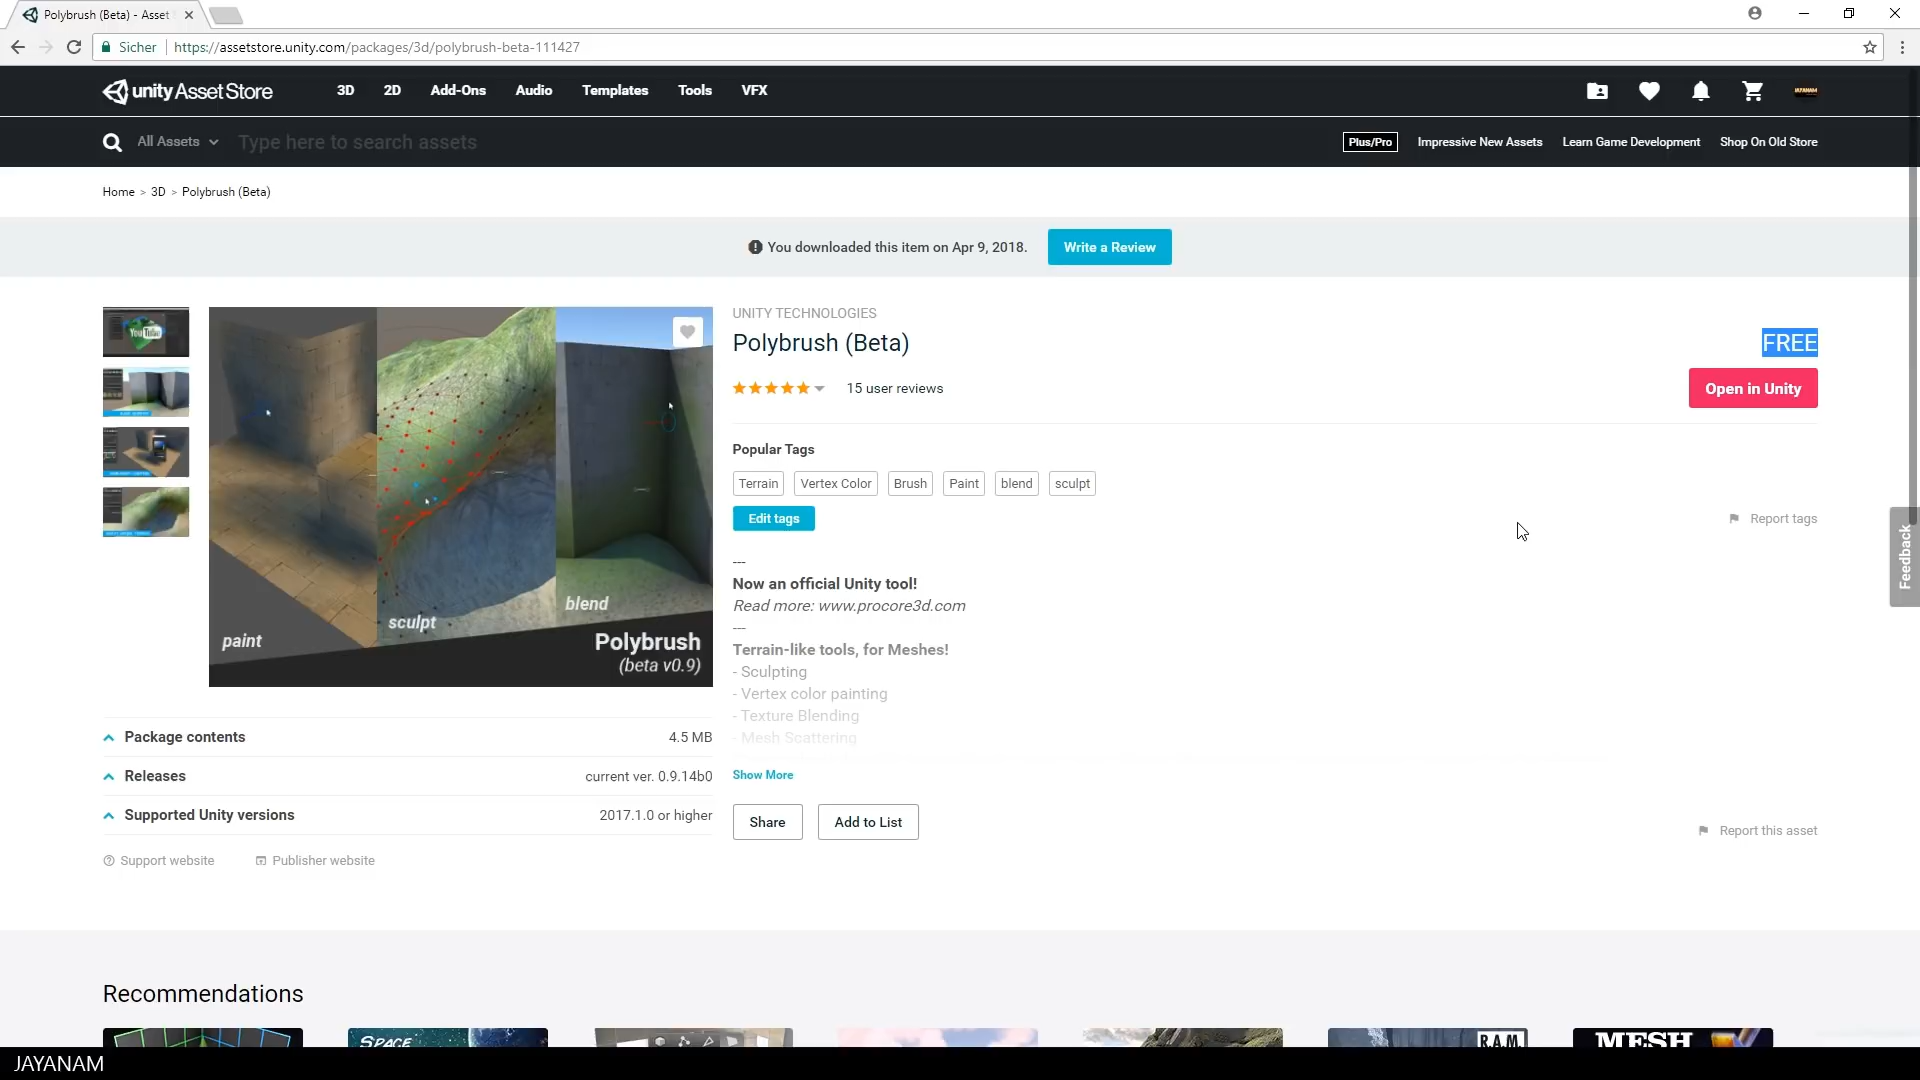 Polybrush (Beta) - Asset
Sicher https://assetstore.unity.com/packages/3d/polybrush-beta-111427
unity Asset Store 3D 2D Add-Ons Audio Templates Tools VFX
All Assets Type here to search assets Plus/Pro Impressive New Assets Learn Game Development Shop On Old Store
Home > 3D > Polybrush (Beta)
You downloaded this item on Apr 9, 2018. Write a Review
UNITY TECHNOLOGIES
Polybrush (Beta) FREE
15 user reviews Open in Unity
Popular Tags
Terrain Vertex Color Brush Paint blend sculpt
Edit tags Report tags
---
Now an official Unity tool!
Read more: www.procore3d.com
---
Terrain-like tools, for Meshes!
- Sculpting
- Vertex color painting
- Texture Blending
- Mesh Scattering
Show More
Share Add to List Report this asset
YouTube
paint
sculpt
blend
Polybrush
(beta v0.9)
Package contents 4.5 MB
Releases current ver. 0.9.14b0
Supported Unity versions 2017.1.0 or higher
Support website Publisher website
Feedback
Recommendations
SPACE R.A.M. MESH
JAYANAM